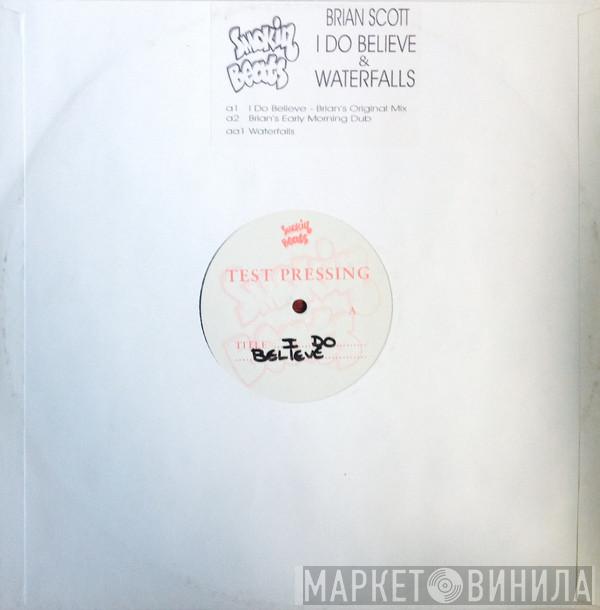 Smokin Beats
BRIAN SCOTT
I DO BELIEVE
&
WATERFALLS
a1 I Do Believe - Brian's Original Mix
a2 Brian's Early Morning Dub
aa1 Waterfalls
Smokin Beats
TEST PRESSING
A
TITLE I DO
BELIEVE
МАРКЕТ ВИНИЛА